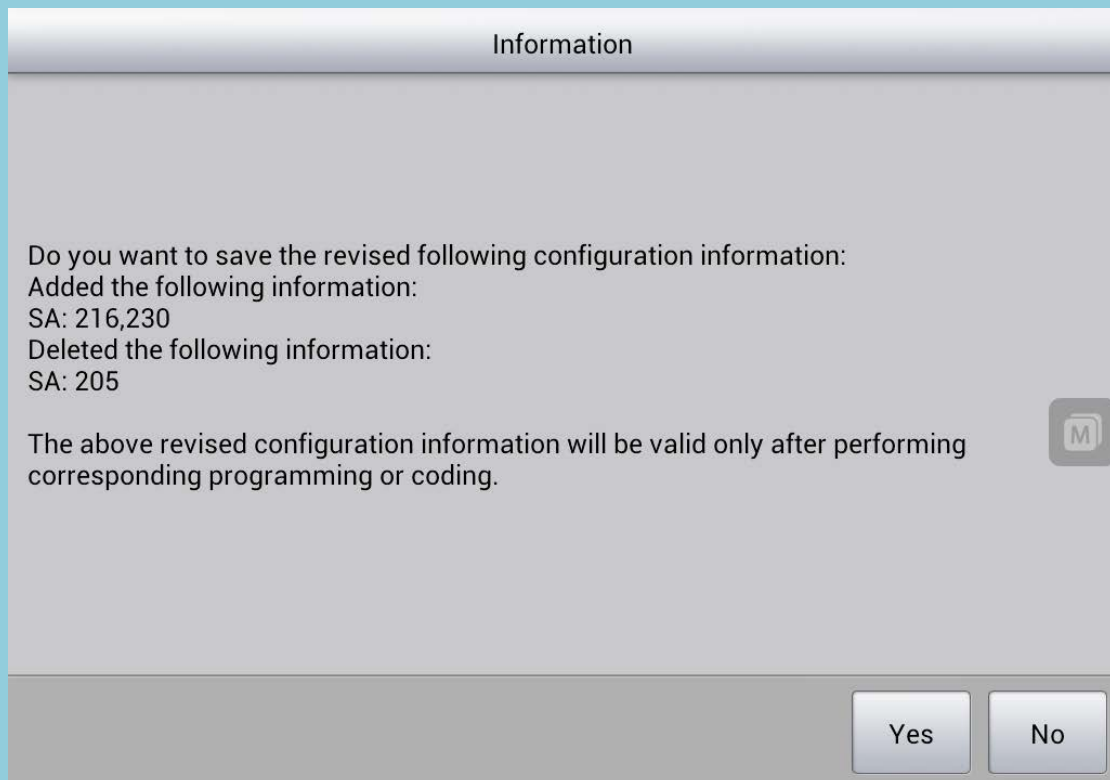 Information
Do you want to save the revised following configuration information:
Added the following information:
SA: 216,230
Deleted the following information:
SA: 205
The above revised configuration information will be valid only after performing
corresponding programming or coding.
M
Yes
No